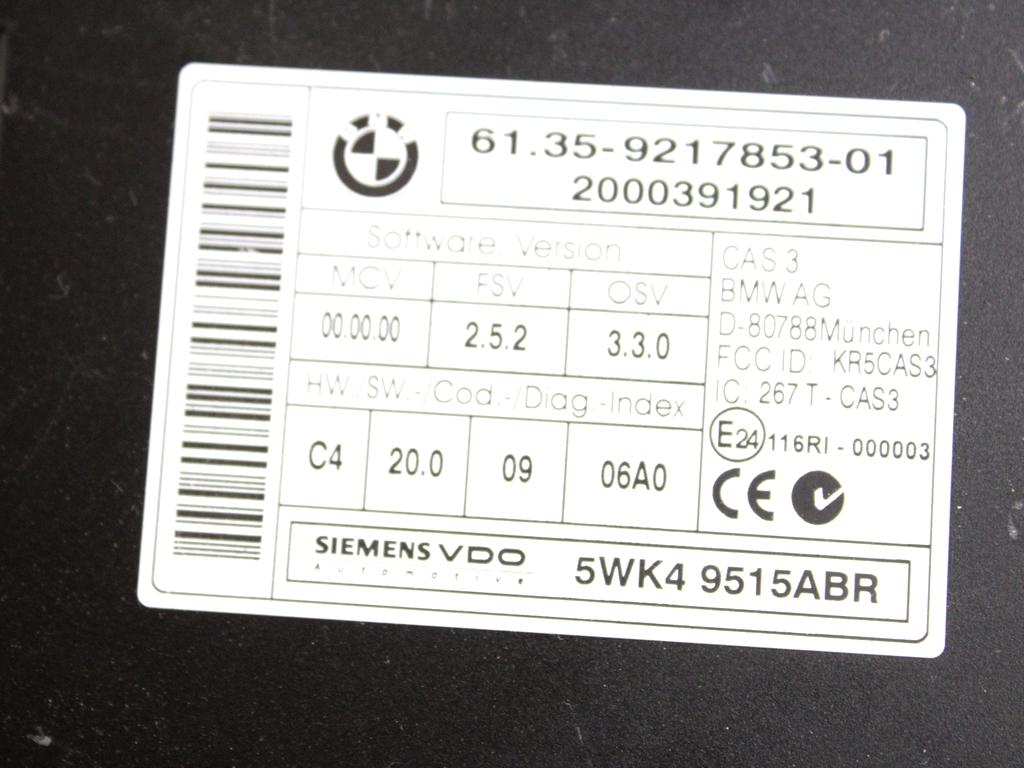 BMW
61.35-9217853-01
2000391921
Software Version
MCV FSV OSV
00.00.00 2.5.2 3.3.0
HW./SW.-/Cod.-/Diag.-Index
C4 20.0 09 06A0
CAS 3
BMW AG
D-80788München
FCC ID: KR5CAS3
IC: 267 T - CAS3
E24 116RI - 000003
CE
SIEMENS VDO
Automotive
5WK4 9515ABR